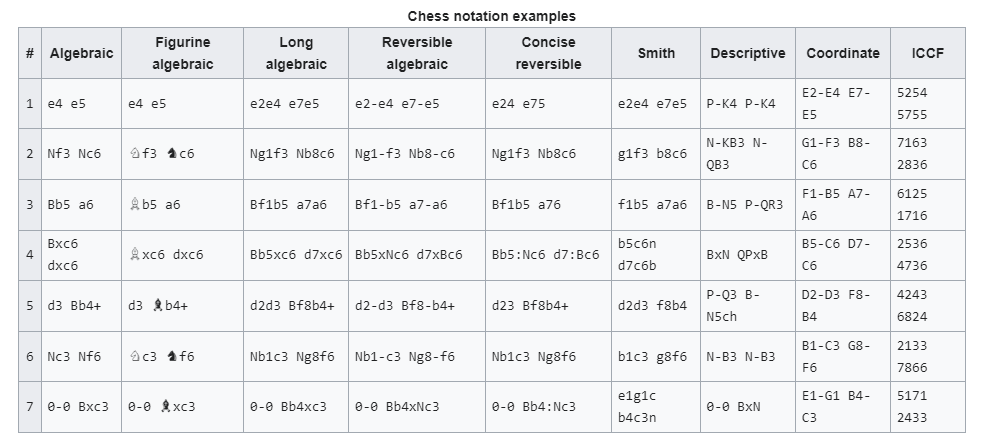 Chess notation examples
# Algebraic Figurine algebraic Long algebraic Reversible algebraic Concise reversible Smith Descriptive Coordinate ICCF
1 e4 e5 e4 e5 e2e4 e7e5 e2-e4 e7-e5 e24 e75 e2e4 e7e5 P-K4 P-K4 E2-E4 E7-E5 5254 5755
2 Nf3 Nc6 ♘f3 ♞c6 Ng1f3 Nb8c6 Ng1-f3 Nb8-c6 Ng1f3 Nb8c6 g1f3 b8c6 N-KB3 N-QB3 G1-F3 B8-C6 7163 2836
3 Bb5 a6 ♗b5 a6 Bf1b5 a7a6 Bf1-b5 a7-a6 Bf1b5 a76 f1b5 a7a6 B-N5 P-QR3 F1-B5 A7-A6 6125 1716
4 Bxc6 dxc6 ♗xc6 dxc6 Bb5xc6 d7xc6 Bb5xNc6 d7xBc6 Bb5:Nc6 d7:Bc6 b5c6n d7c6b BxN QPxB B5-C6 D7-C6 2536 4736
5 d3 Bb4+ d3 ♝b4+ d2d3 Bf8b4+ d2-d3 Bf8-b4+ d23 Bf8b4+ d2d3 f8b4 P-Q3 B-N5ch D2-D3 F8-B4 4243 6824
6 Nc3 Nf6 ♘c3 ♞f6 Nb1c3 Ng8f6 Nb1-c3 Ng8-f6 Nb1c3 Ng8f6 b1c3 g8f6 N-B3 N-B3 B1-C3 G8-F6 2133 7866
7 0-0 Bxc3 0-0 ♝xc3 0-0 Bb4xc3 0-0 Bb4xNc3 0-0 Bb4:Nc3 e1g1c b4c3n 0-0 BxN E1-G1 B4-C3 5171 2433